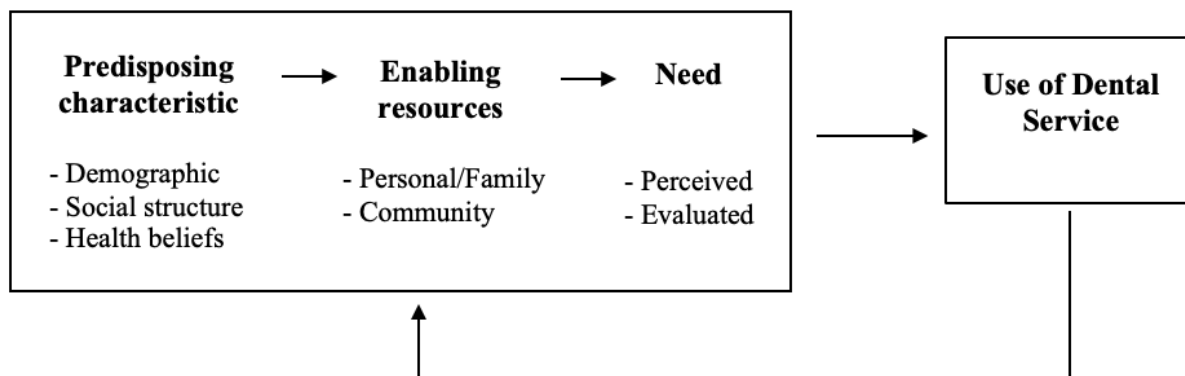 Predisposing
characteristic
- Demographic
- Social structure
- Health beliefs
Enabling
resources
- Personal/Family
- Community
Need
- Perceived
- Evaluated
Use of Dental
Service